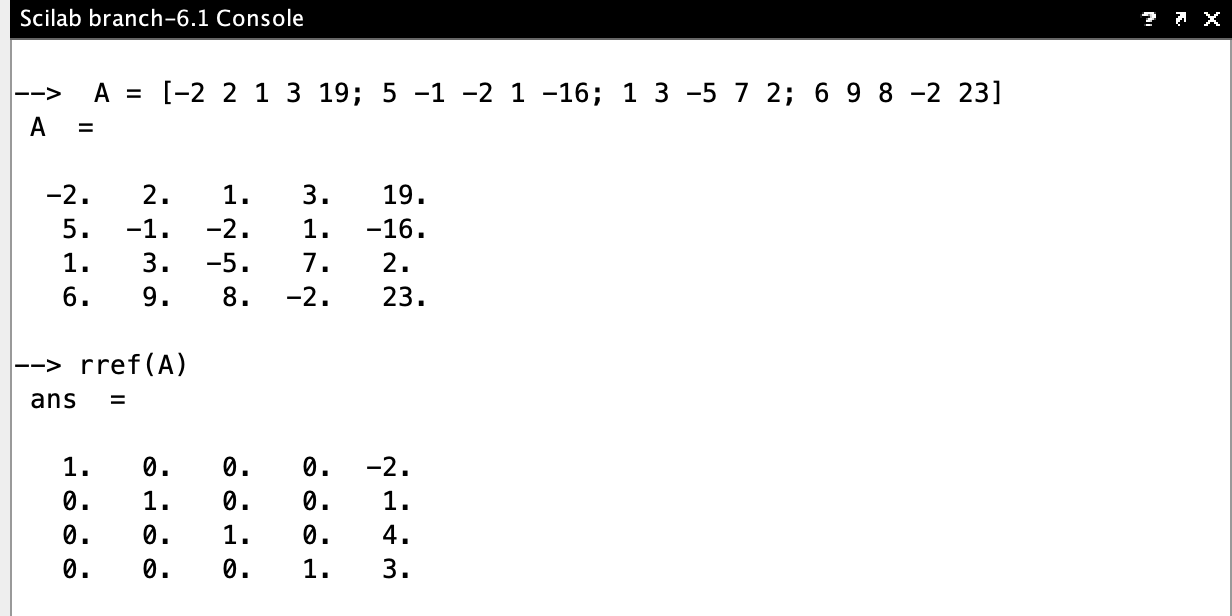 Scilab branch-6.1 Console
--> A = [-2 2 1 3 19; 5 -1 -2 1 -16; 1 3 -5 7 2; 6 9 8 -2 23]
A =
-2. 2. 1. 3. 19.
5. -1. -2. 1. -16.
1. 3. -5. 7. 2.
6. 9. 8. -2. 23.
--> rref(A)
ans =
1. 0. 0. 0. -2.
0. 1. 0. 0. 1.
0. 0. 1. 0. 4.
0. 0. 0. 1. 3.